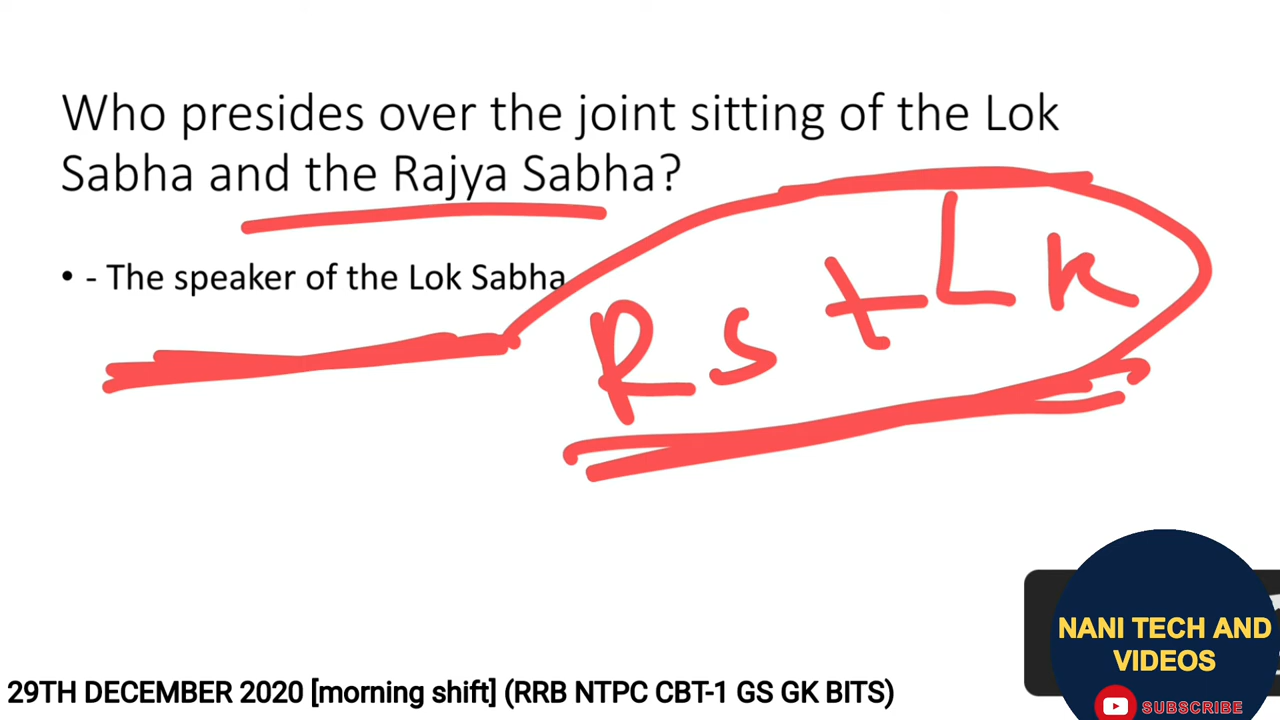 Who presides over the joint sitting of the Lok
Sabha and the Rajya Sabha?
• - The speaker of the Lok Sabha
RS + LK
NANI TECH AND
VIDEOS
SUBSCRIBE
29TH DECEMBER 2020 [morning shift] (RRB NTPC CBT-1 GS GK BITS)